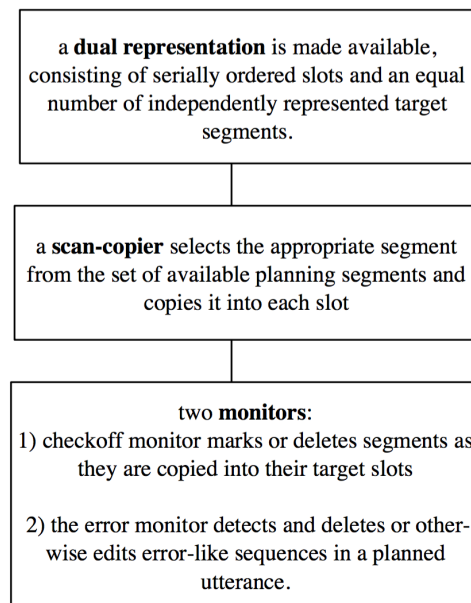 a dual representation is made available,
consisting of serially ordered slots and an equal
number of independently represented target
segments.
a scan-copier selects the appropriate segment
from the set of available planning segments and
copies it into each slot
two monitors:
1) checkoff monitor marks or deletes segments as
they are copied into their target slots
2) the error monitor detects and deletes or other-
wise edits error-like sequences in a planned
utterance.